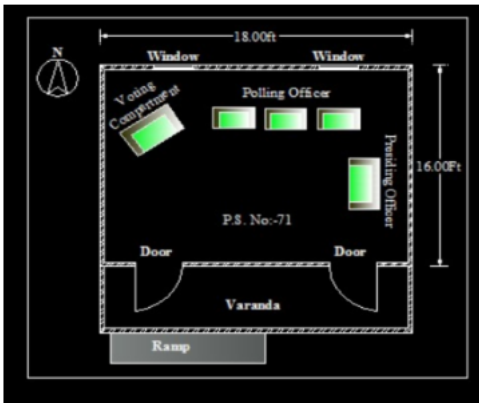 18.00ft
N
Window
Window
Voting
Compartment
Polling Officer
Presiding Officer
16.00Ft
P.S. No:-71
Door
Door
Varanda
Ramp